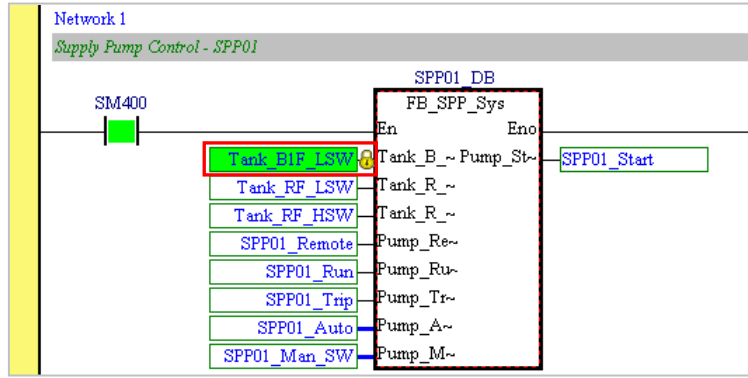 Network 1
Supply Pump Control - SPP01
SPP01_DB
SM400
FB_SPP_Sys
En Eno
Tank_B1F_LSW Tank_B_~ Pump_St~ SPP01_Start
Tank_RF_LSW Tank_R_~
Tank_RF_HSW Tank_R_~
SPP01_Remote Pump_Re~
SPP01_Run Pump_Ru~
SPP01_Trip Pump_Tr~
SPP01_Auto Pump_A~
SPP01_Man_SW Pump_M~